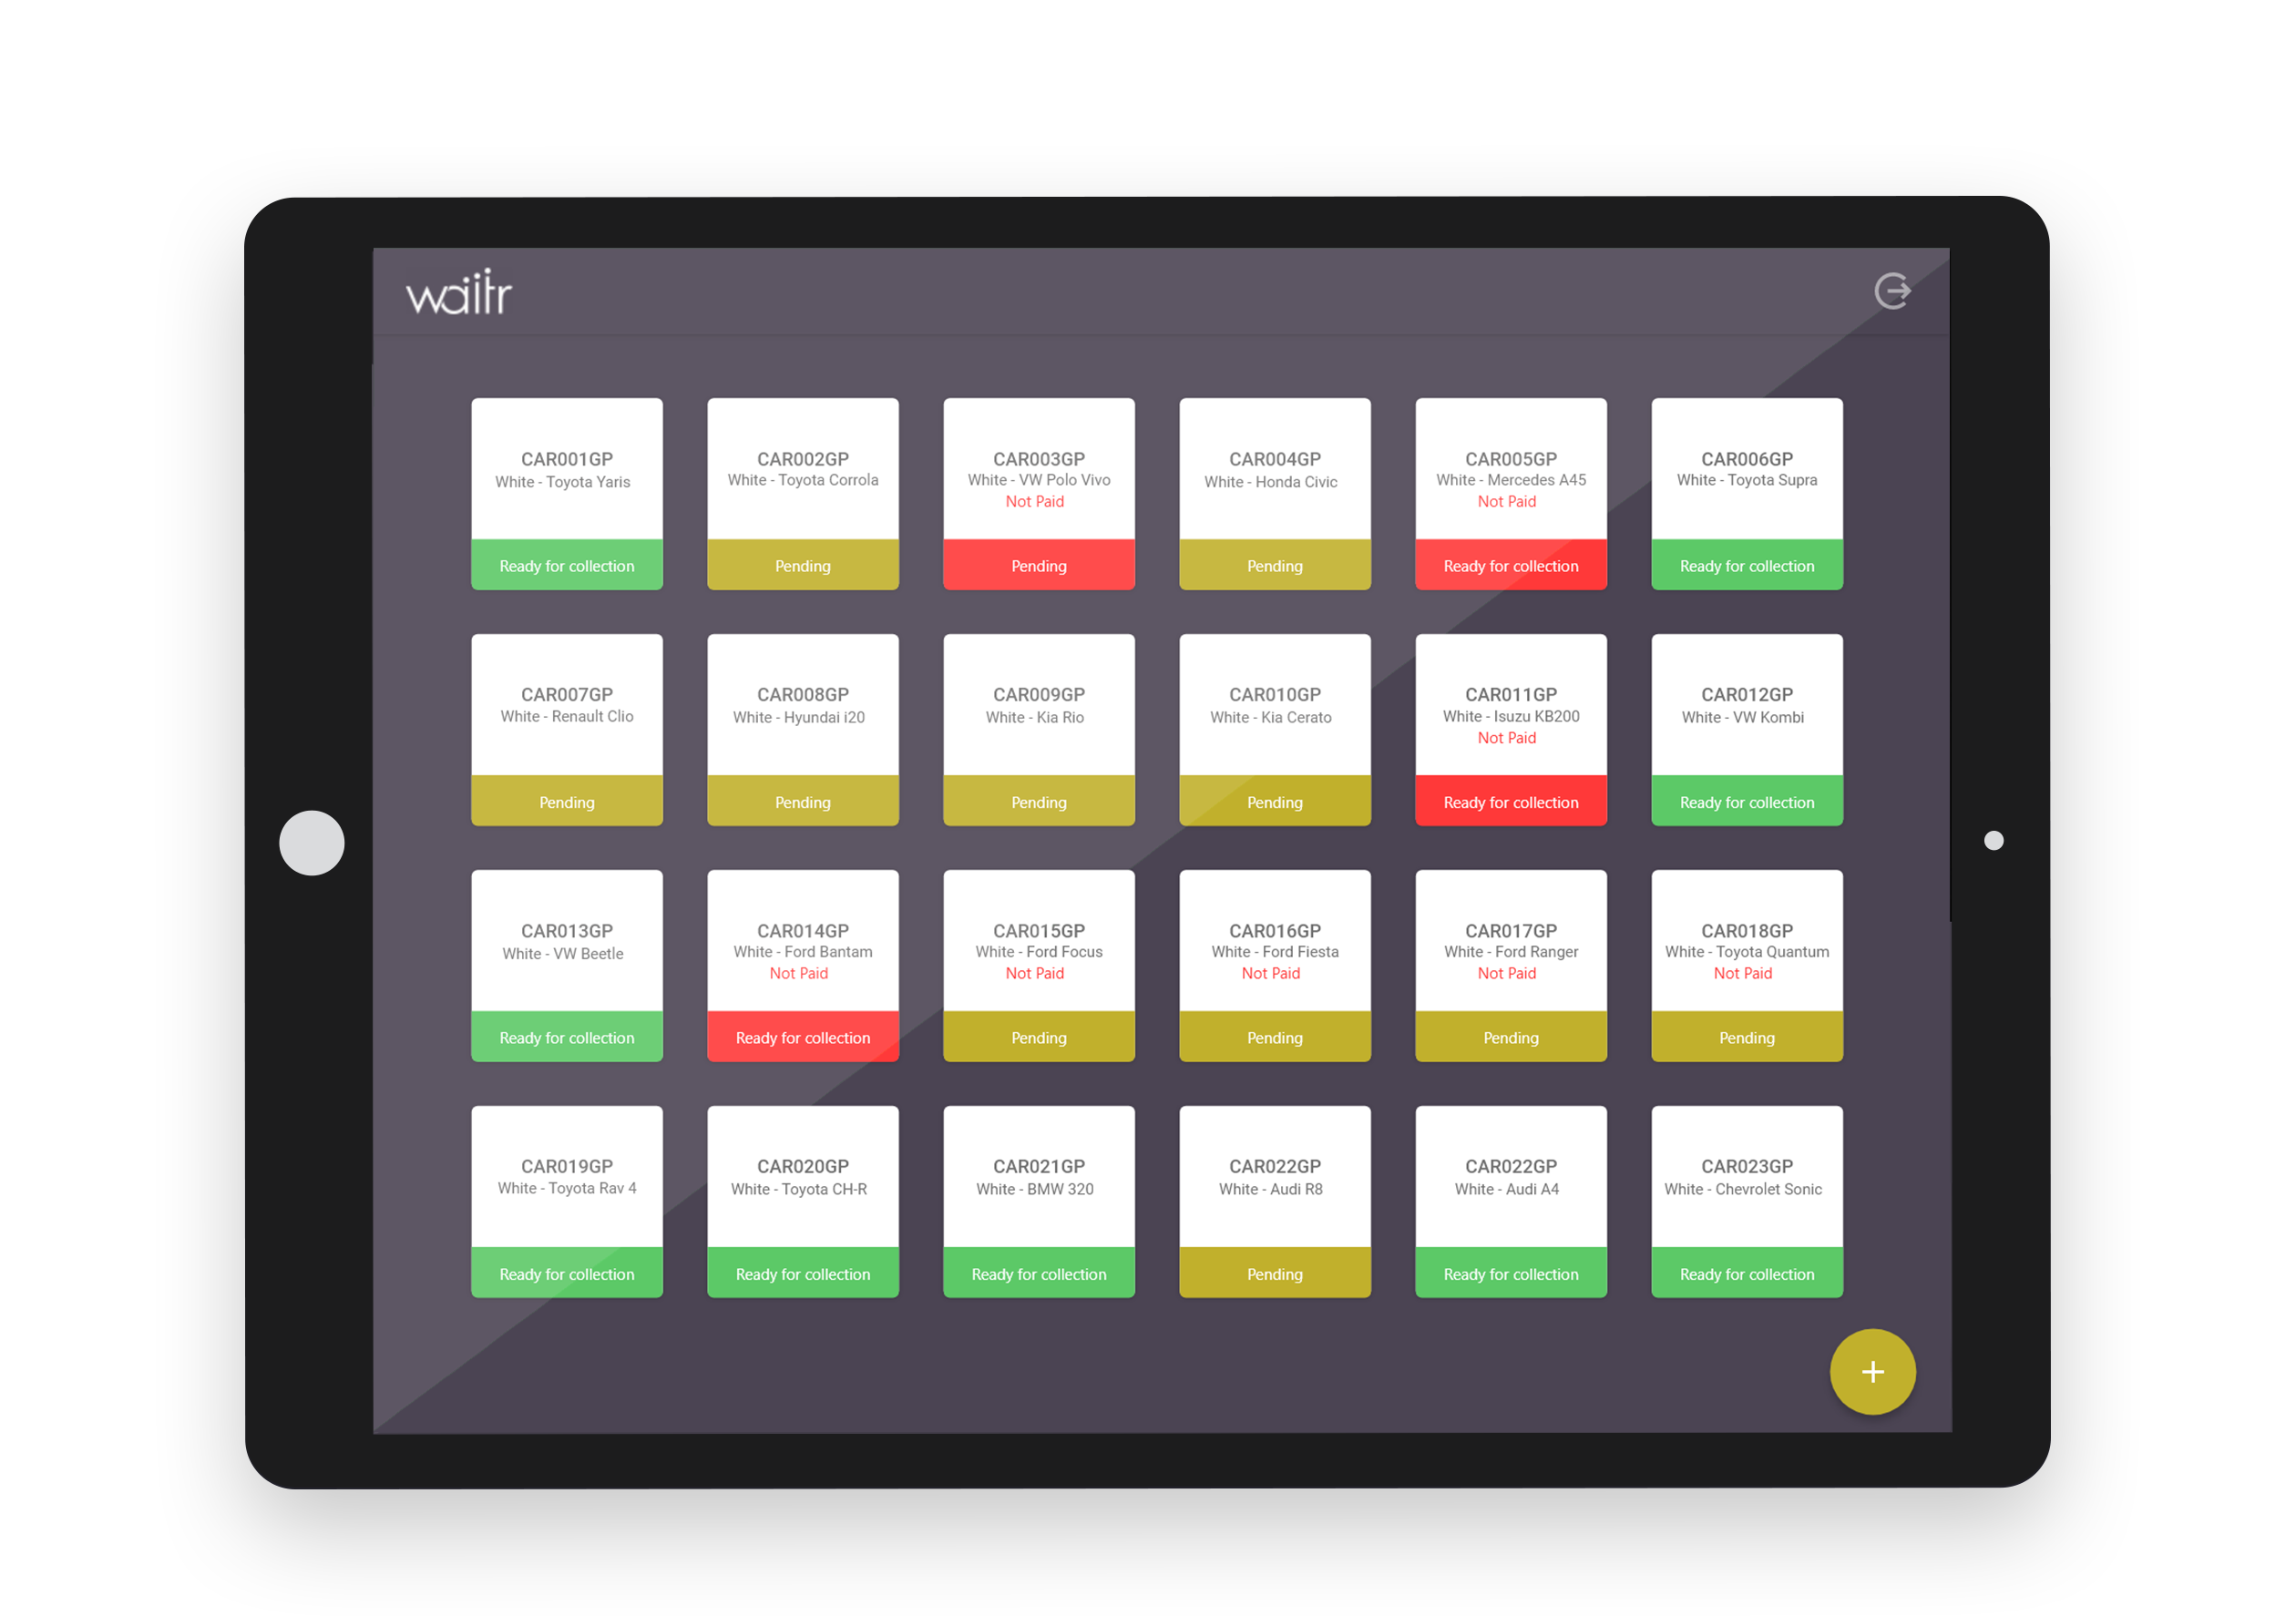 waitr
CAR001GP
White - Toyota Yaris
Ready for collection
CAR002GP
White - Toyota Corrola
Pending
CAR003GP
White - VW Polo Vivo
Not Paid
Pending
CAR004GP
White - Honda Civic
Pending
CAR005GP
White - Mercedes A45
Not Paid
Ready for collection
CAR006GP
White - Toyota Supra
Ready for collection
CAR007GP
White - Renault Clio
Pending
CAR008GP
White - Hyundai i20
Pending
CAR009GP
White - Kia Rio
Pending
CAR010GP
White - Kia Cerato
Pending
CAR011GP
White - Isuzu KB200
Not Paid
Ready for collection
CAR012GP
White - VW Kombi
Ready for collection
CAR013GP
White - VW Beetle
Ready for collection
CAR014GP
White - Ford Bantam
Not Paid
Ready for collection
CAR015GP
White - Ford Focus
Not Paid
Pending
CAR016GP
White - Ford Fiesta
Not Paid
Pending
CAR017GP
White - Ford Ranger
Not Paid
Pending
CAR018GP
White - Toyota Quantum
Not Paid
Pending
CAR019GP
White - Toyota Rav 4
Ready for collection
CAR020GP
White - Toyota CH-R
Ready for collection
CAR021GP
White - BMW 320
Ready for collection
CAR022GP
White - Audi R8
Pending
CAR022GP
White - Audi A4
Ready for collection
CAR023GP
White - Chevrolet Sonic
Ready for collection
+